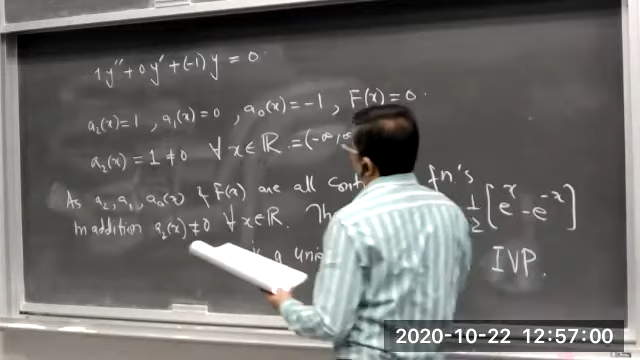 1y″ + 0y′ + (-1)y = 0.
a₂(x)=1 , a₁(x)=0 , a₀(x)=-1 , F(x)=0.
a₂(x) = 1 ≠ 0 ∀ x∈ℝ. =(-∞,
As a₂, a₁, a₀(x) & F(x) are all fn.'s
In addition a₂(x) ≠ 0 ∀ x∈ℝ. ½[eˣ - e⁻ˣ]
a IVP.
2020-10-22 12:57:00